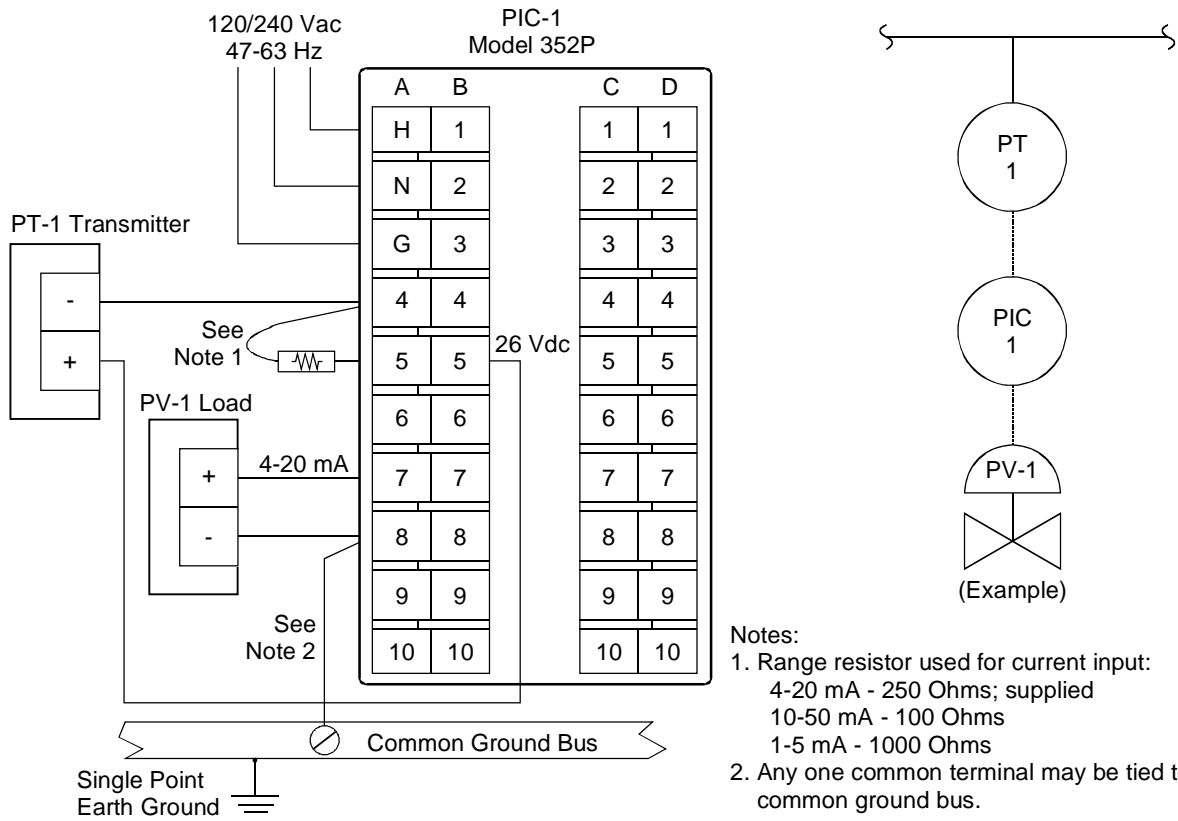 120/240 Vac
47-63 Hz
PIC-1
Model 352P
A B C D
H 1 1 1
N 2 2 2
G 3 3 3
4 4 4 4
5 5 26 Vdc 5 5
6 6 6 6
7 7 7 7
8 8 8 8
9 9 9 9
10 10 10 10
PT-1 Transmitter
-
+
See
Note 1
PV-1 Load
+
-
4-20 mA
See
Note 2
Common Ground Bus
Single Point
Earth Ground
PT
1
PIC
1
PV-1
(Example)
Notes:
1. Range resistor used for current input:
4-20 mA - 250 Ohms; supplied
10-50 mA - 100 Ohms
1-5 mA - 1000 Ohms
2. Any one common terminal may be tied t
common ground bus.